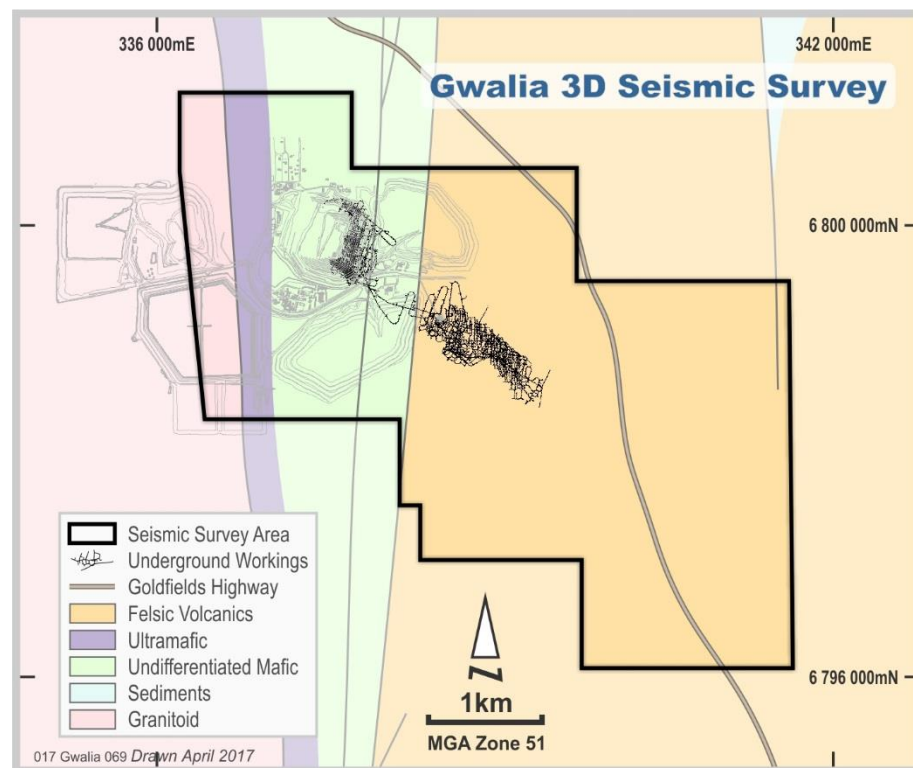 336 000mE
342 000mE
Gwalia 3D Seismic Survey
6 800 000mN
Seismic Survey Area
Underground Workings
Goldfields Highway
Felsic Volcanics
Ultramafic
Undifferentiated Mafic
Sediments
Granitoid
N
1km
MGA Zone 51
6 796 000mN
017 Gwalia 069 Drawn April 2017